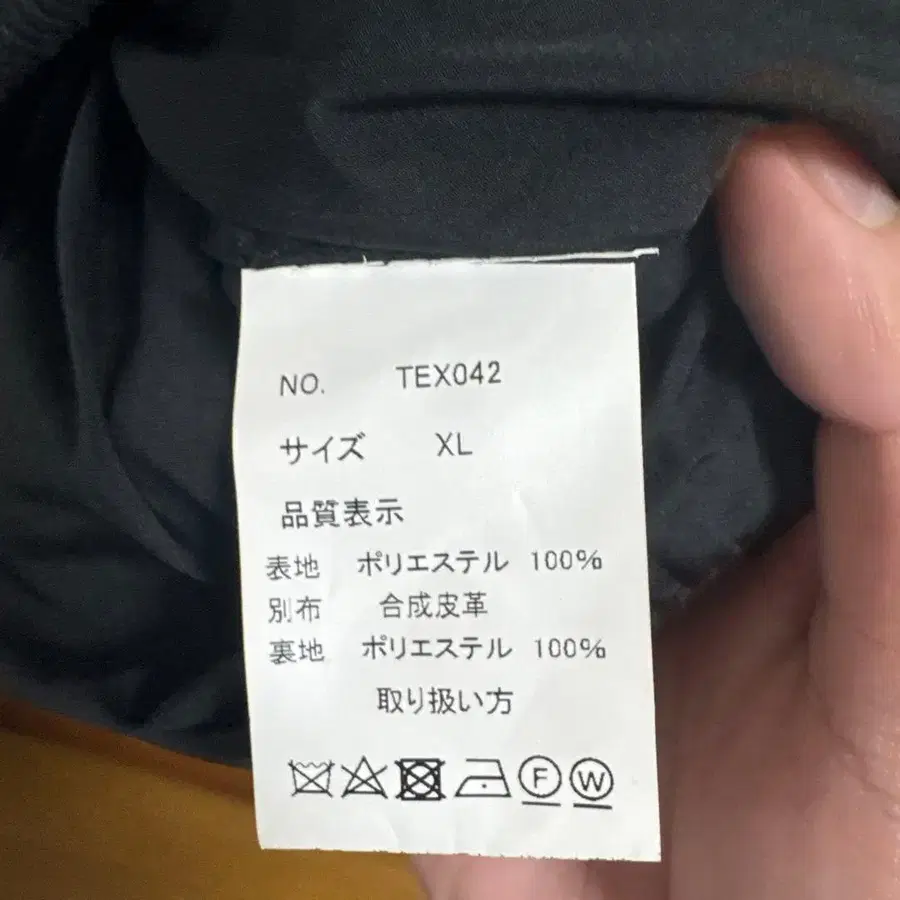 NO. TEX042
サイズ XL
品質表示
表地 ポリエステル 100%
別布 合成皮革
裏地 ポリエステル 100%
取り扱い方
F W